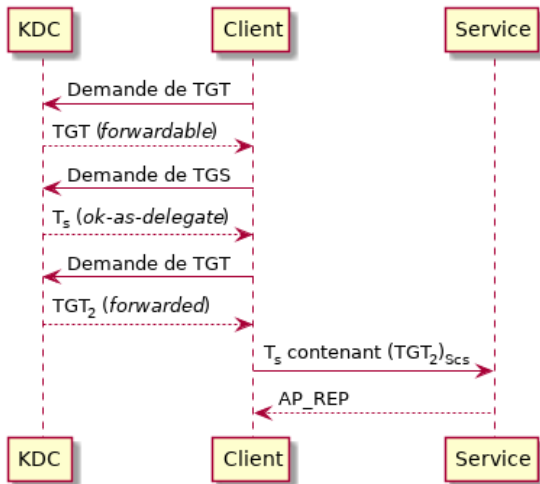 KDC
Client
Service
Demande de TGT
TGT (forwardable)
Demande de TGS
Ts (ok-as-delegate)
Demande de TGT
TGT2 (forwarded)
Ts contenant (TGT2)Scs
AP_REP
KDC
Client
Service